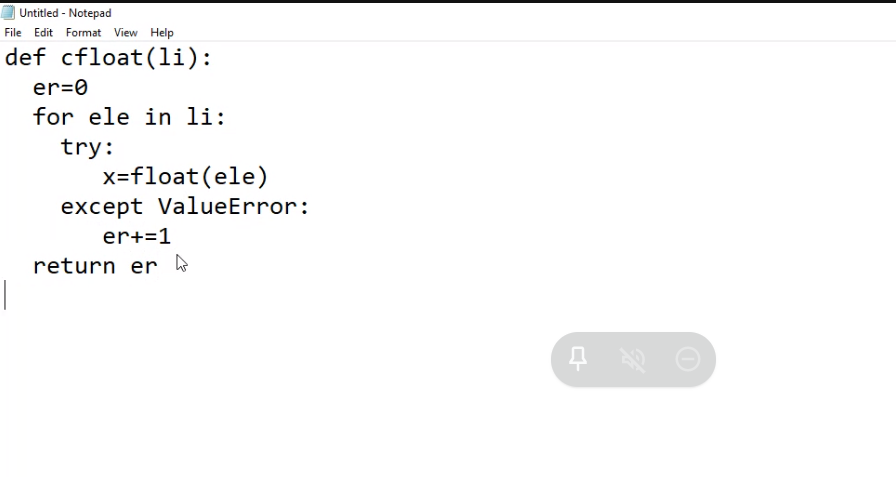 Untitled - Notepad
File Edit Format View Help
def cfloat(li):
  er=0
  for ele in li:
    try:
       x=float(ele)
    except ValueError:
       er+=1
  return er